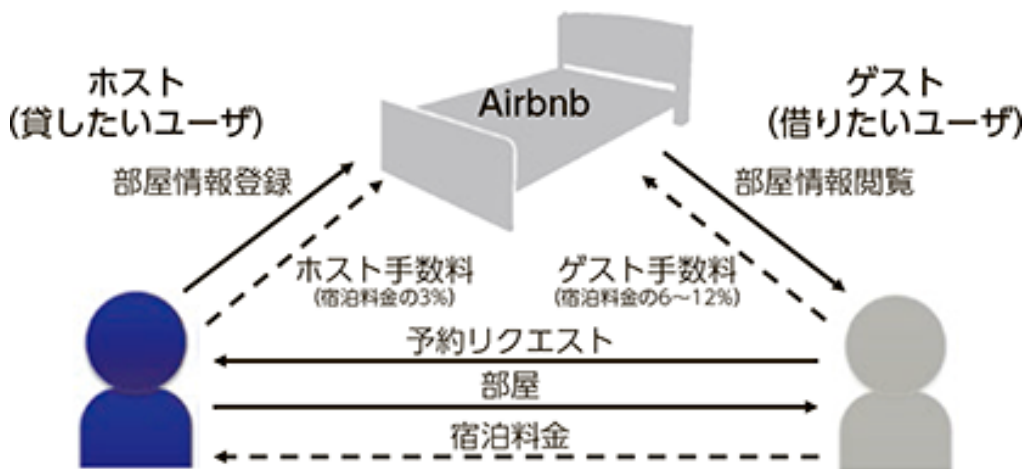 ホスト
(貸したいユーザ)
Airbnb
ゲスト
(借りたいユーザ)
部屋情報登録
部屋情報閲覧
ホスト手数料
(宿泊料金の3%)
ゲスト手数料
(宿泊料金の6〜12%)
予約リクエスト
部屋
宿泊料金